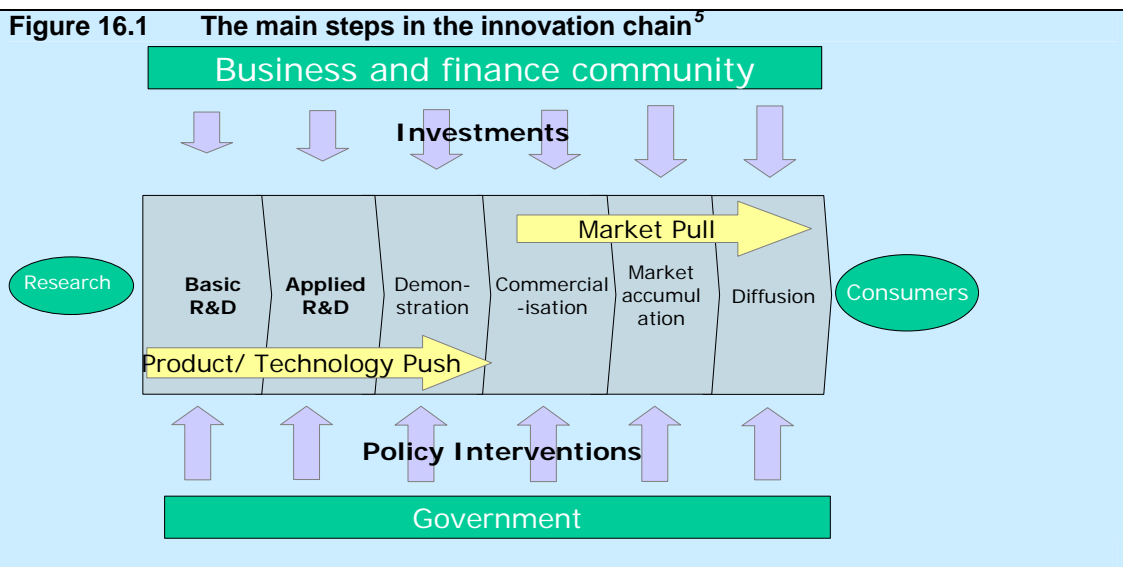 Figure 16.1 The main steps in the innovation chain5
Business and finance community
Investments
Market Pull
Research
Basic
R&D
Applied
R&D
Demon-
stration
Commercial
-isation
Market
accumul
ation
Diffusion
Consumers
Product/ Technology Push
Policy Interventions
Government